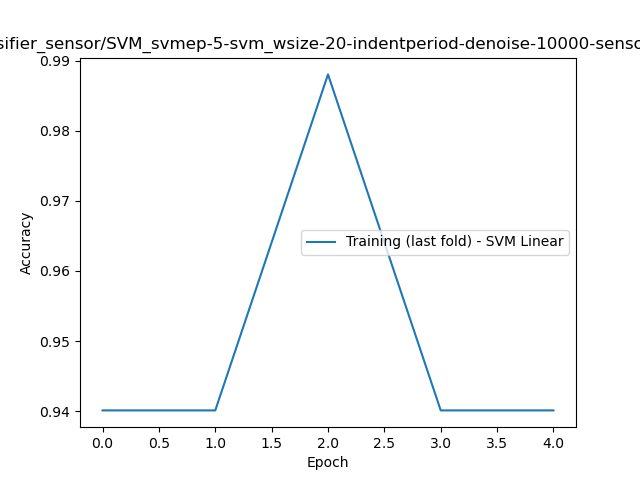 sifier_sensor/SVM_svmep-5-svm_wsize-20-indentperiod-denoise-10000-senso
0.99
0.98
0.97
0.96
0.95
0.94
Accuracy
Training (last fold) - SVM Linear
0.0 0.5 1.0 1.5 2.0 2.5 3.0 3.5 4.0
Epoch